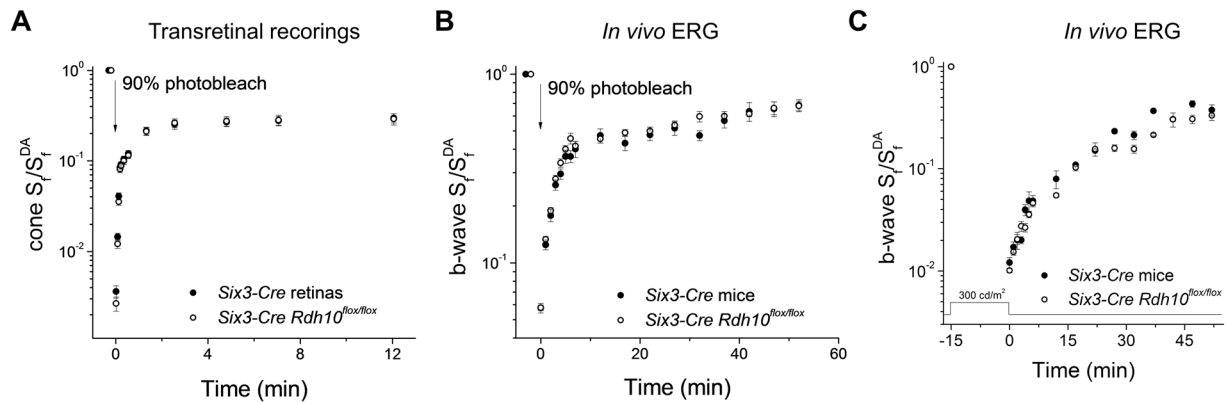 A
Transretinal recorings
cone S_f/S_f^DA
10^0
10^-1
10^-2
90% photobleach
Six3-Cre retinas
Six3-Cre Rdh10^flox/flox
0
4
8
12
Time (min)
B
In vivo ERG
b-wave S_f/S_f^DA
10^0
10^-1
90% photobleach
Six3-Cre mice
Six3-Cre Rdh10^flox/flox
0
20
40
60
Time (min)
C
In vivo ERG
b-wave S_f/S_f^DA
10^0
10^-1
10^-2
Six3-Cre mice
Six3-Cre Rdh10^flox/flox
300 cd/m^2
-15
0
15
30
45
Time (min)